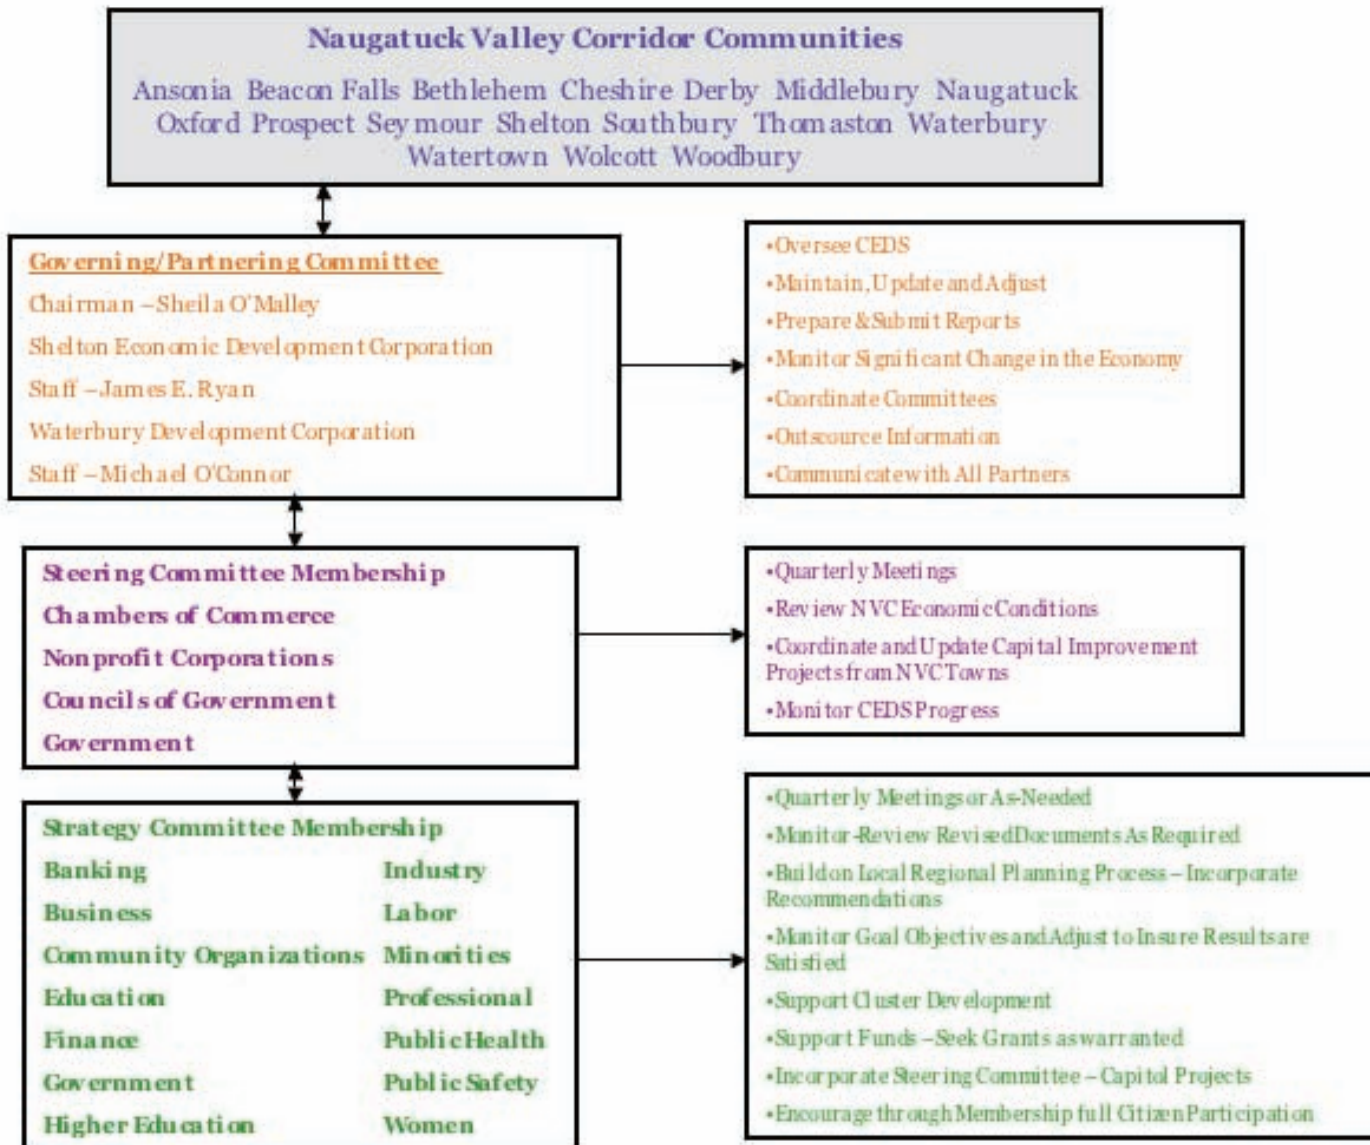 Naugatuck Valley Corridor Communities
Ansonia Beacon Falls Bethlehem Cheshire Derby Middlebury Naugatuck
Oxford Prospect Seymour Shelton Southbury Thomaston Waterbury
Watertown Wolcott Woodbury
Governing/Partnering Committee
Chairman – Sheila O'Malley
Shelton Economic Development Corporation
Staff – James E. Ryan
Waterbury Development Corporation
Staff – Michael O'Connor
•Oversee CEDS
•Maintain, Update and Adjust
•Prepare & Submit Reports
•Monitor Significant Change in the Economy
•Coordinate Committees
•Outscource Information
•Communicate with All Partners
Steering Committee Membership
Chambers of Commerce
Nonprofit Corporations
Councils of Government
Government
•Quarterly Meetings
•Review NVC Economic Conditions
•Coordinate and Update Capital Improvement
Projects from NVC Towns
•Monitor CEDS Progress
Strategy Committee Membership
Banking Industry
Business Labor
Community Organizations Minorities
Education Professional
Finance Public Health
Government Public Safety
Higher Education Women
•Quarterly Meetings or As-Needed
•Monitor-Review Revised Documents As Required
•Build on Local Regional Planning Process – Incorporate
Recommendations
•Monitor Goal Objectives and Adjust to Insure Results are
Satisfied
•Support Cluster Development
•Support Funds – Seek Grants as warranted
•Incorporate Steering Committee – Capitol Projects
•Encourage through Membership full Citizen Participation